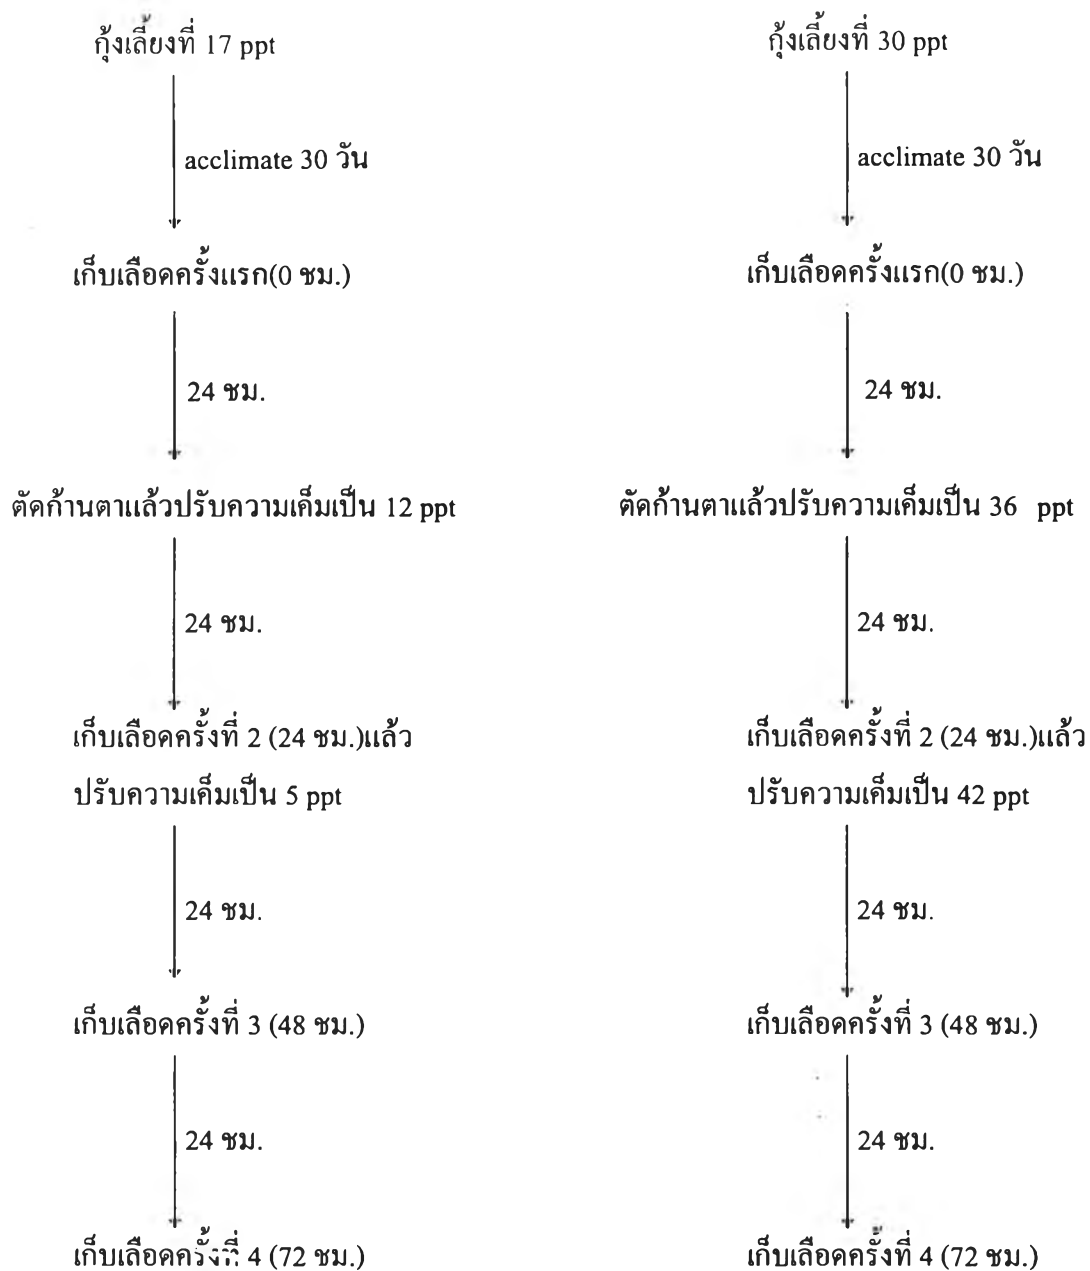 กุ้งเลี้ยงที่ 17 ppt
acclimate 30 วัน
เก็บเลือดครั้งแรก(0 ชม.)
24 ชม.
ตัดก้านตาแล้วปรับความเค็มเป็น 12 ppt
24 ชม.
เก็บเลือดครั้งที่ 2 (24 ชม.)แล้ว
ปรับความเค็มเป็น 5 ppt
24 ชม.
เก็บเลือดครั้งที่ 3 (48 ชม.)
24 ชม.
เก็บเลือดครั้งที่ 4 (72 ชม.)
กุ้งเลี้ยงที่ 30 ppt
acclimate 30 วัน
เก็บเลือดครั้งแรก(0 ชม.)
24 ชม.
ตัดก้านตาแล้วปรับความเค็มเป็น 36 ppt
24 ชม.
เก็บเลือดครั้งที่ 2 (24 ชม.)แล้ว
ปรับความเค็มเป็น 42 ppt
24 ชม.
เก็บเลือดครั้งที่ 3 (48 ชม.)
24 ชม.
เก็บเลือดครั้งที่ 4 (72 ชม.)